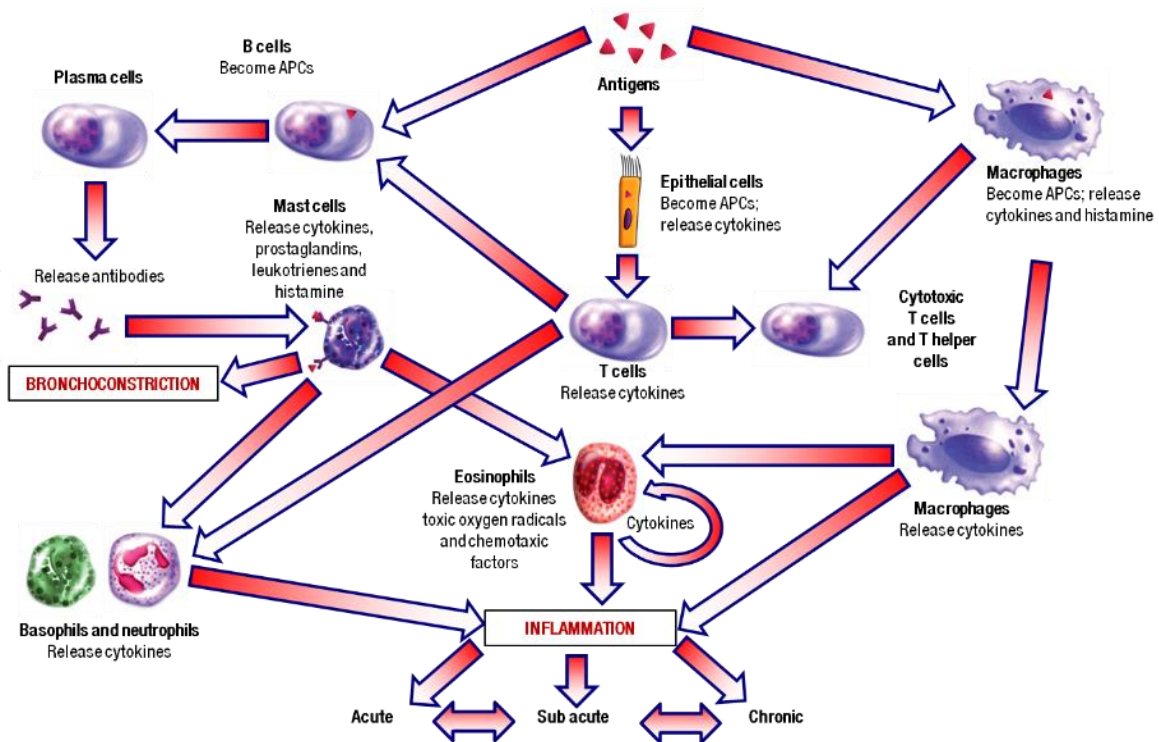 B cells
Become APCs
Plasma cells
Antigens
Epithelial cells
Become APCs;
release cytokines
Macrophages
Become APCs; release
cytokines and histamine
Mast cells
Release cytokines,
prostaglandins,
leukotrienes and
histamine
Release antibodies
BRONCHOCONSTRICTION
T cells
Release cytokines
Cytotoxic
T cells
and T helper
cells
Eosinophils
Release cytokines
toxic oxygen radicals
and chemotaxic
factors
Cytokines
Macrophages
Release cytokines
Basophils and neutrophils
Release cytokines
INFLAMMATION
Acute
Sub acute
Chronic